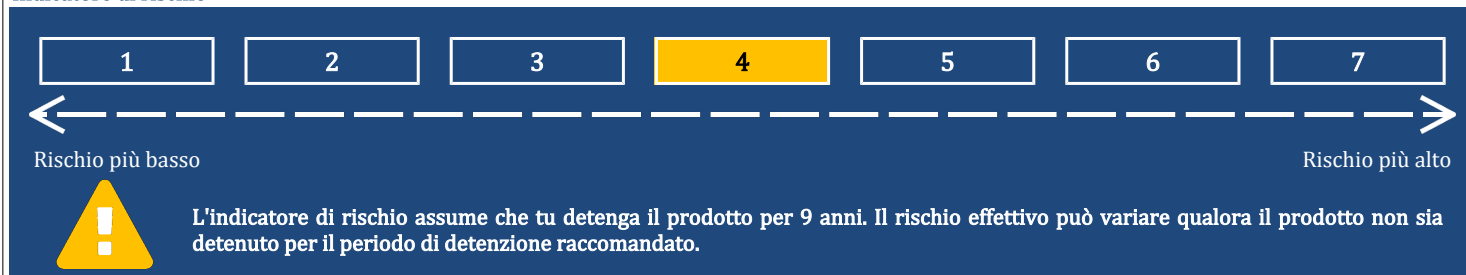 1 2 3 4 5 6 7
Rischio più basso Rischio più alto
L'indicatore di rischio assume che tu detenga il prodotto per 9 anni. Il rischio effettivo può variare qualora il prodotto non sia
detenuto per il periodo di detenzione raccomandato.